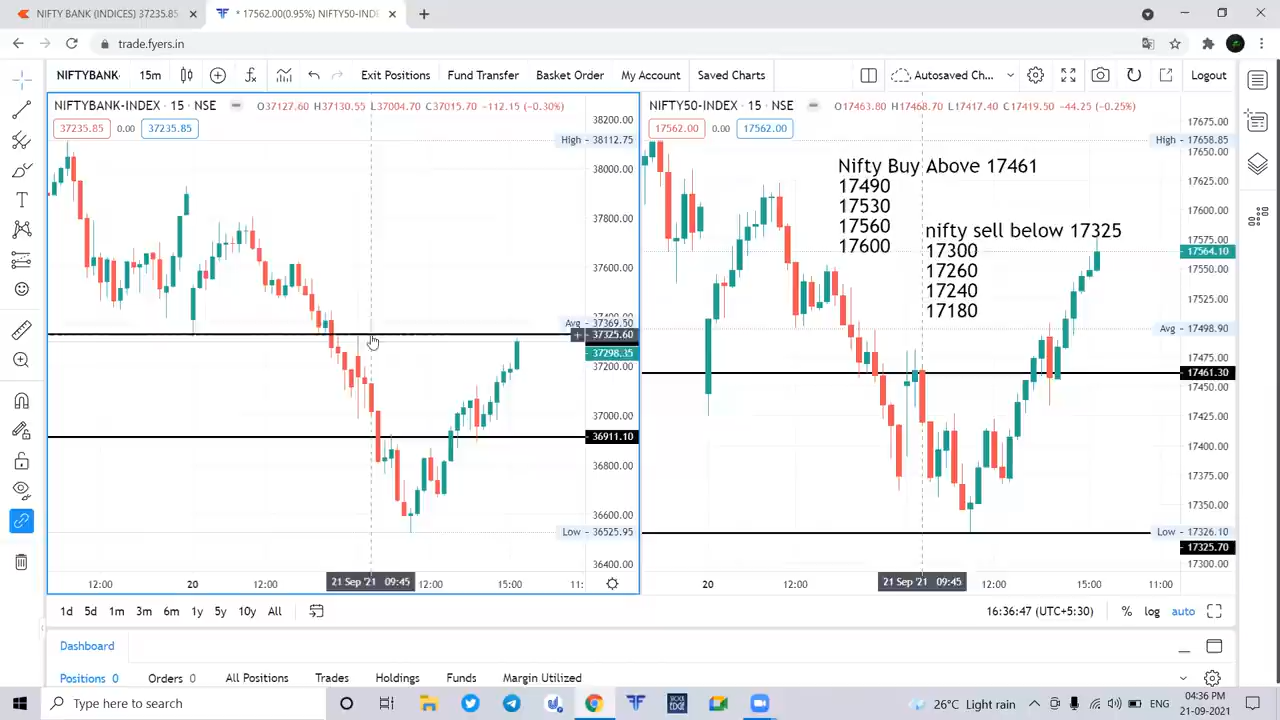 NIFTY BANK (INDICES) 37235.85
* 17562.00(0.95%) NIFTY50-INDE
trade.fyers.in
NIFTYBANK- 15m Exit Positions Fund Transfer Basket Order My Account Saved Charts Autosaved Ch... Logout
NIFTYBANK-INDEX · 15 · NSE O37127.60 H37130.55 L37004.70 C37015.70 -112.15 (-0.30%)
37235.85 0.00 37235.85
38200.00
High - 38112.75
38000.00
37800.00
37600.00
37400.00
Avg - 37369.50
37325.60
37298.35
37200.00
37000.00
36911.10
36800.00
36600.00
Low - 36525.95
36400.00
12:00 20 12:00 21 Sep '21 09:45 12:00 15:00 11:
NIFTY50-INDEX · 15 · NSE O17463.80 H17468.70 L17417.40 C17419.50 -44.25 (-0.25%)
17562.00 0.00 17562.00
Nifty Buy Above 17461
17490
17530
17560
17600
nifty sell below 17325
17300
17260
17240
17180
17675.00
High - 17658.85
17650.00
17625.00
17600.00
17575.00
17564.10
17550.00
17525.00
Avg - 17498.90
17475.00
17461.30
17450.00
17425.00
17400.00
17375.00
17350.00
Low - 17326.10
17325.70
17300.00
20 12:00 21 Sep '21 09:45 12:00 15:00 11:00
1d 5d 1m 3m 6m 1y 5y 10y All 16:36:47 (UTC+5:30) % log auto
Dashboard
Positions 0 Orders 0 All Positions Trades Holdings Funds Margin Utilized
Type here to search
STOCK EDGE
26°C Light rain
ENG
04:36 PM
21-09-2021